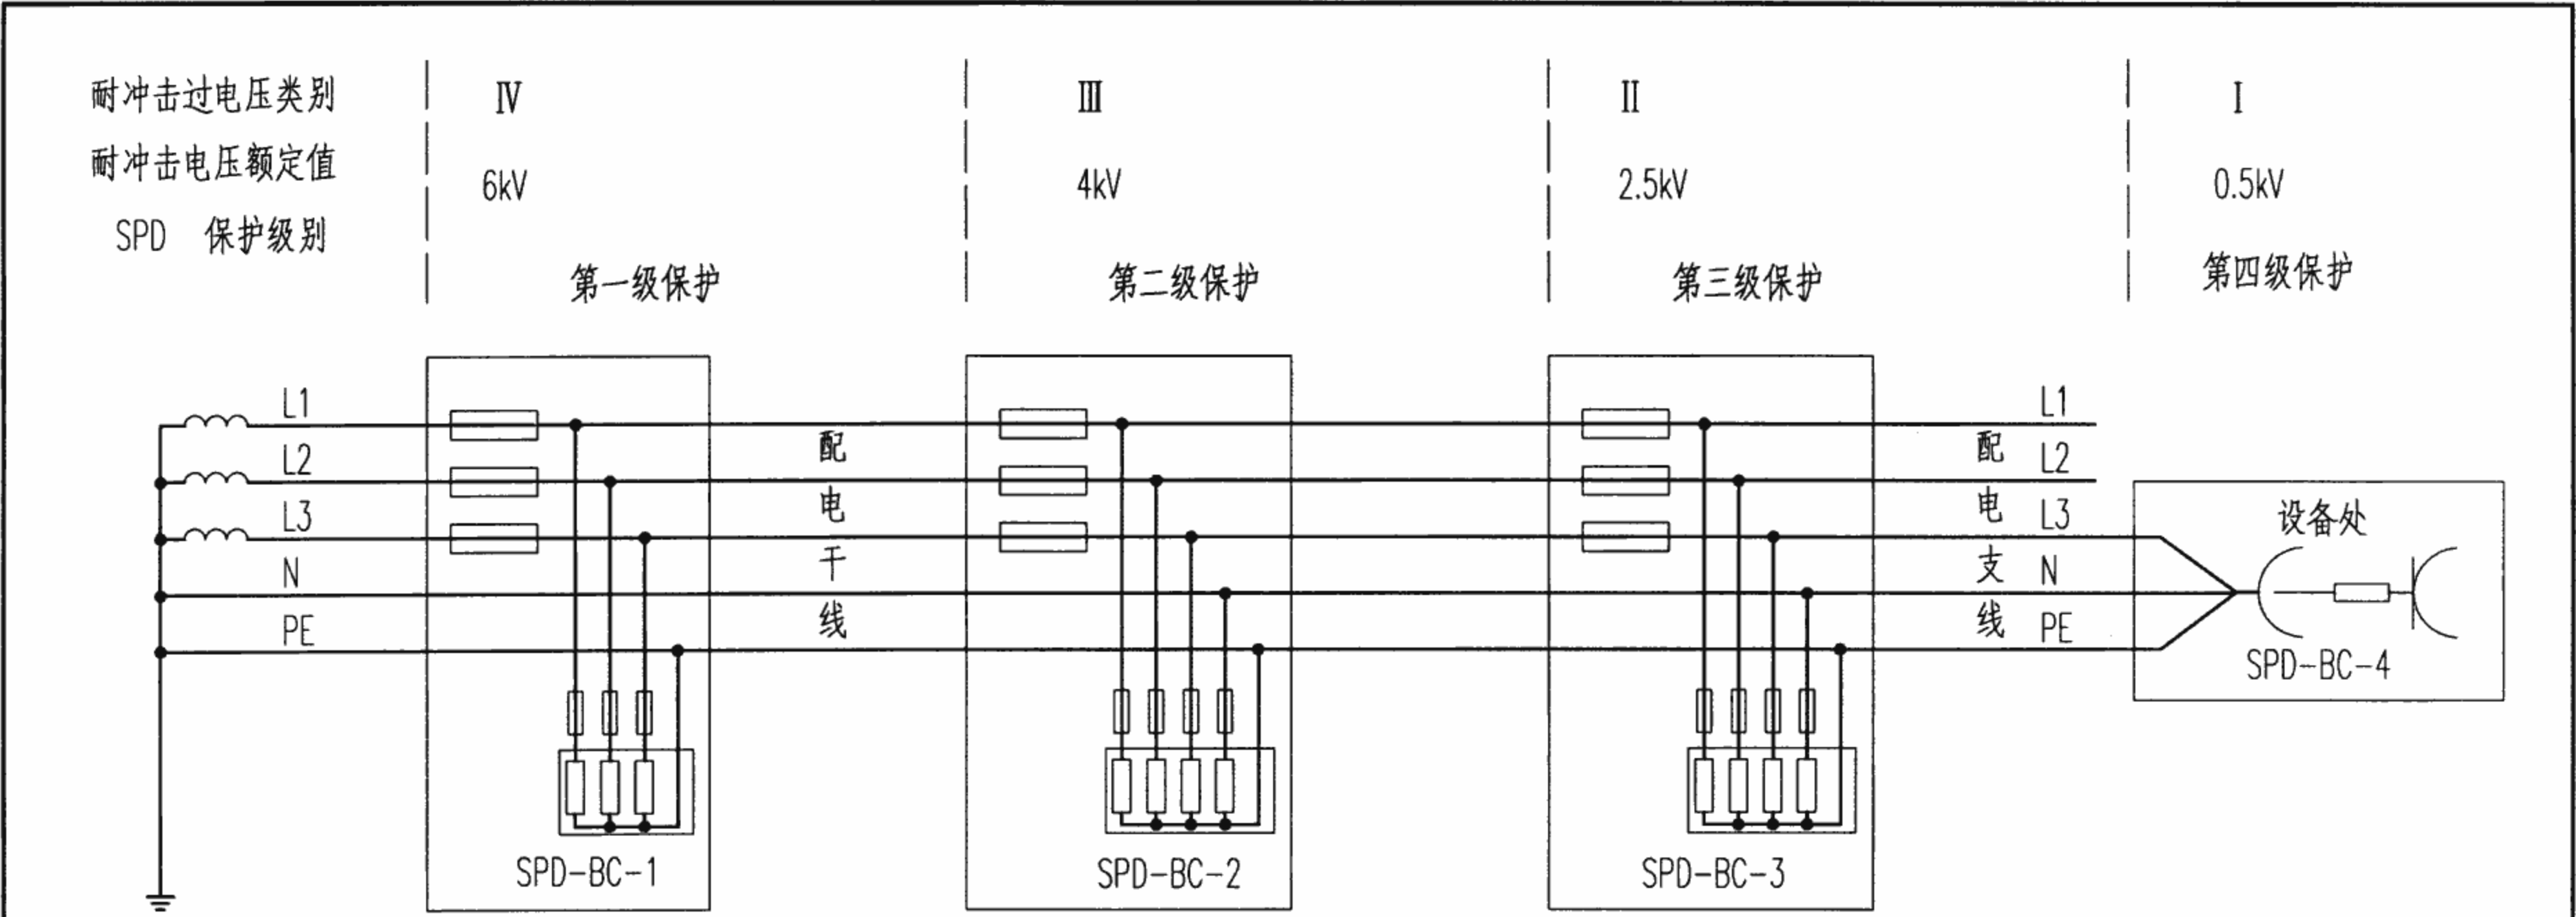 耐冲击过电压类别 Ⅳ Ⅲ Ⅱ Ⅰ
耐冲击电压额定值 6kV 4kV 2.5kV 0.5kV
SPD 保护级别
第一级保护 第二级保护 第三级保护 第四级保护
L1 L1
L2 L2
L3 L3
N N
PE PE
配电干线
配电支线
设备处
SPD-BC-4
SPD-BC-1 SPD-BC-2 SPD-BC-3